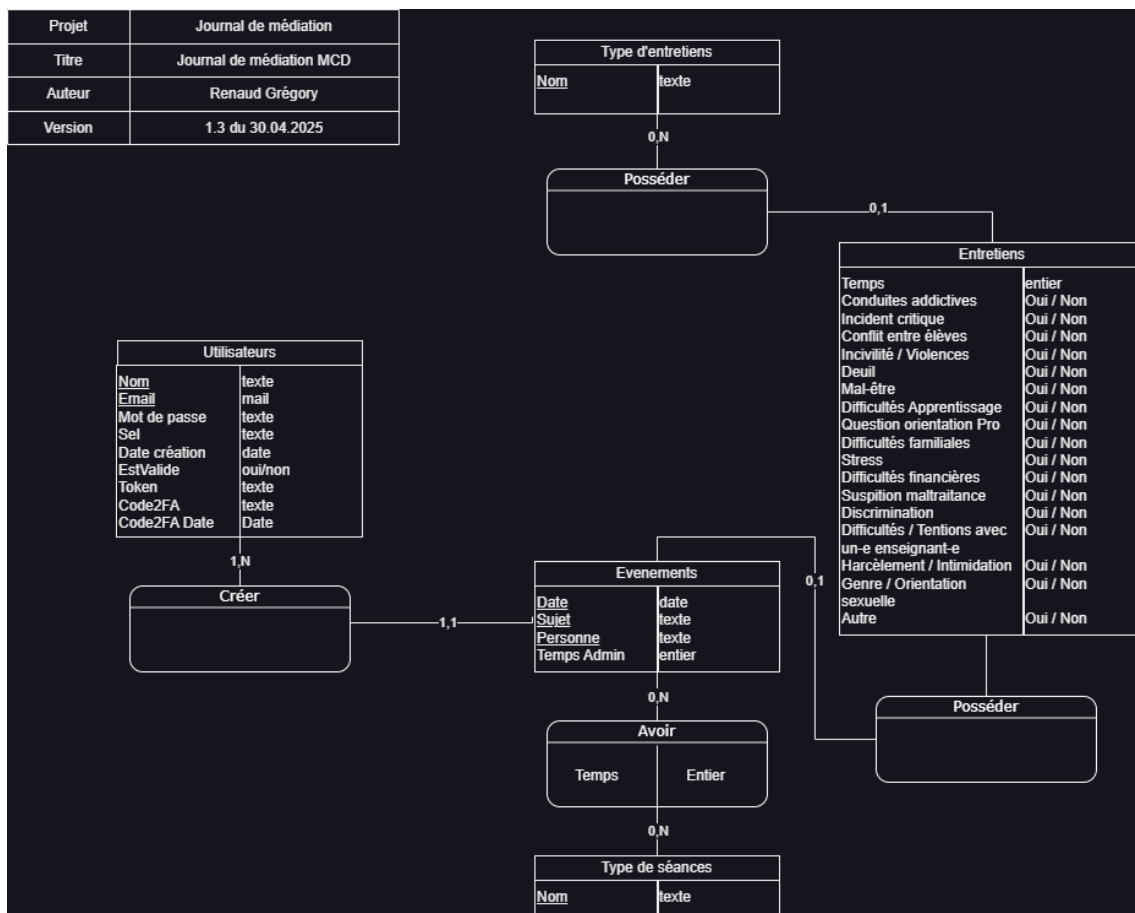 Projet Journal de médiation
Titre Journal de médiation MCD
Auteur Renaud Grégory
Version 1.3 du 30.04.2025
Type d'entretiens
Nom texte
0,N
Posséder
0,1
Entretiens
Temps entier
Conduites addictives Oui / Non
Incident critique Oui / Non
Conflit entre élèves Oui / Non
Incivilité / Violences Oui / Non
Deuil Oui / Non
Mal-être Oui / Non
Difficultés Apprentissage Oui / Non
Question orientation Pro Oui / Non
Difficultés familiales Oui / Non
Stress Oui / Non
Difficultés financières Oui / Non
Suspition maltraitance Oui / Non
Discrimination Oui / Non
Difficultés / Tentions avec Oui / Non
un-e enseignant-e
Harcèlement / Intimidation Oui / Non
Genre / Orientation Oui / Non
sexuelle
Autre Oui / Non
Utilisateurs
Nom texte
Email mail
Mot de passe texte
Sel texte
Date création date
EstValide oui/non
Token texte
Code2FA texte
Code2FA Date Date
1,N
Créer
1,1
Evenements
Date date
Sujet texte
Personne texte
Temps Admin entier
0,1
Posséder
0,N
Avoir
Temps Entier
0,N
Type de séances
Nom texte